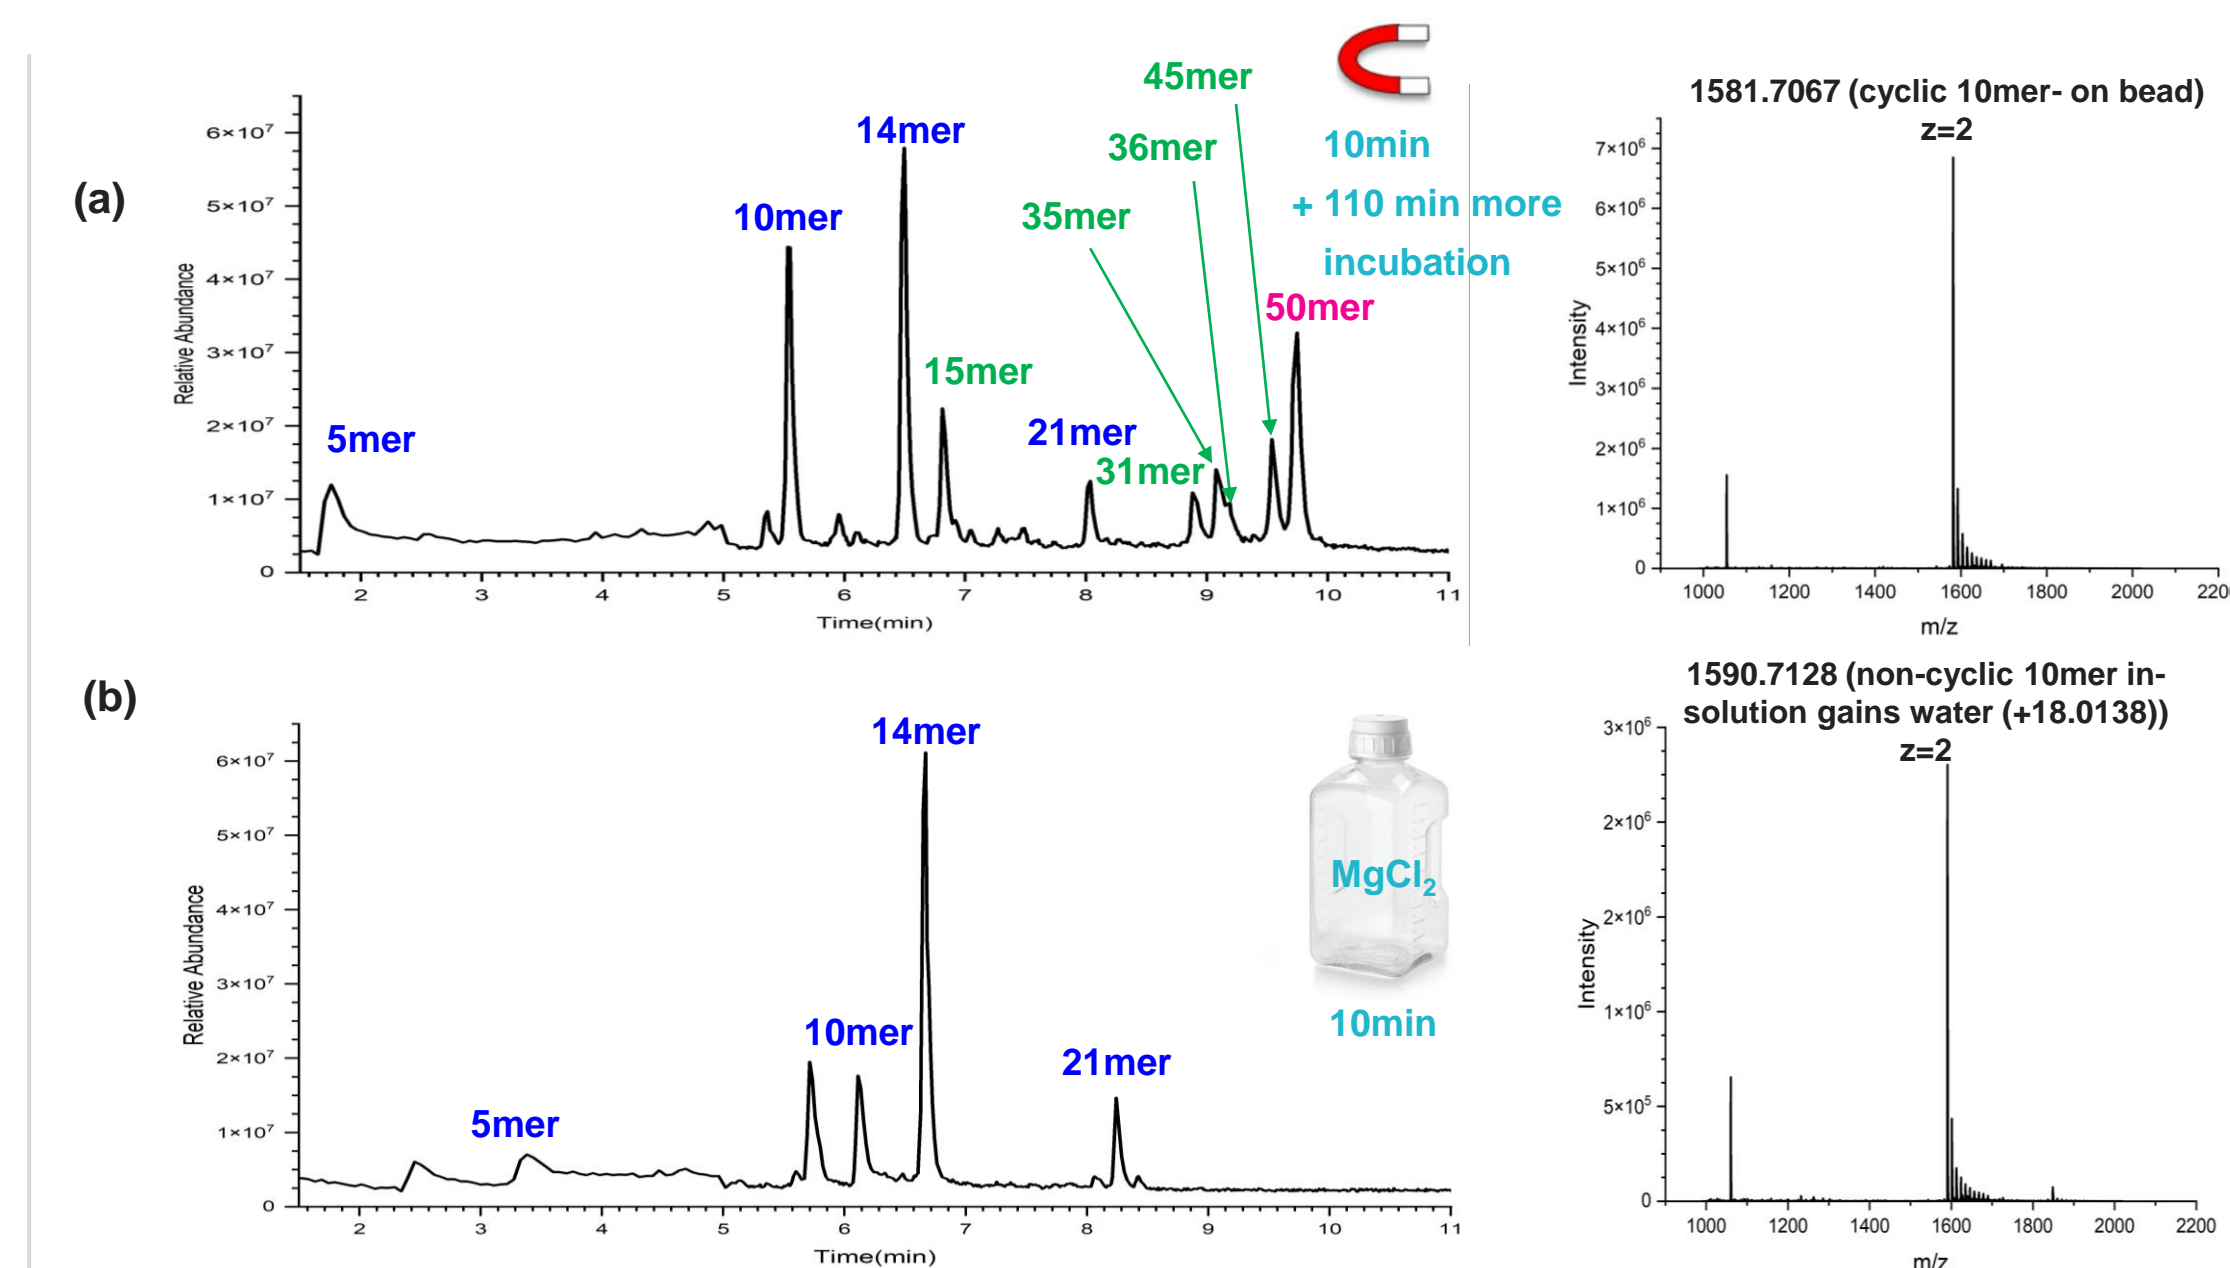 (a)
6×10⁷
5×10⁷
4×10⁷
3×10⁷
2×10⁷
1×10⁷
0
Relative Abundance
2 3 4 5 6 7 8 9 10 11
Time(min)
5mer
10mer
14mer
15mer
21mer
31mer
35mer
36mer
45mer
50mer
10min
+ 110 min more
incubation
1581.7067 (cyclic 10mer- on bead)
z=2
7×10⁶
6×10⁶
5×10⁶
4×10⁶
3×10⁶
2×10⁶
1×10⁶
0
Intensity
1000 1200 1400 1600 1800 2000 220
m/z
(b)
6×10⁷
5×10⁷
4×10⁷
3×10⁷
2×10⁷
1×10⁷
0
Relative Abundance
2 3 4 5 6 7 8 9 10 11
Time(min)
5mer
10mer
14mer
21mer
MgCl₂
10min
1590.7128 (non-cyclic 10mer in-
solution gains water (+18.0138))
z=2
3×10⁶
2×10⁶
2×10⁶
1×10⁶
5×10⁵
0
Intensity
1000 1200 1400 1600 1800 2000 2200
m/z